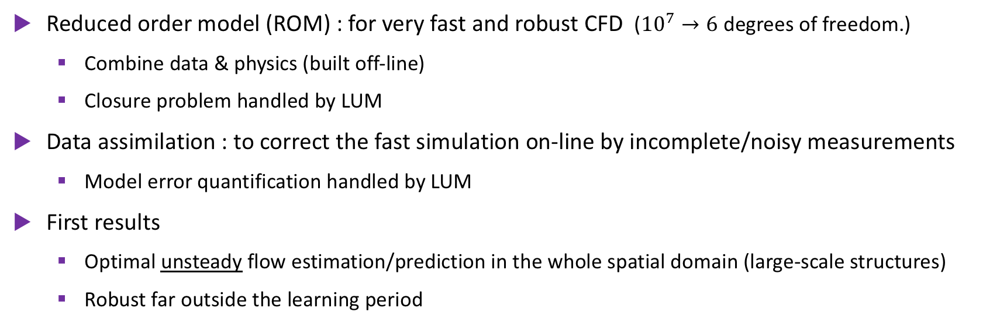 Reduced order model (ROM) : for very fast and robust CFD (10⁷ → 6 degrees of freedom.)
Combine data & physics (built off-line)
Closure problem handled by LUM
Data assimilation : to correct the fast simulation on-line by incomplete/noisy measurements
Model error quantification handled by LUM
First results
Optimal unsteady flow estimation/prediction in the whole spatial domain (large-scale structures)
Robust far outside the learning period